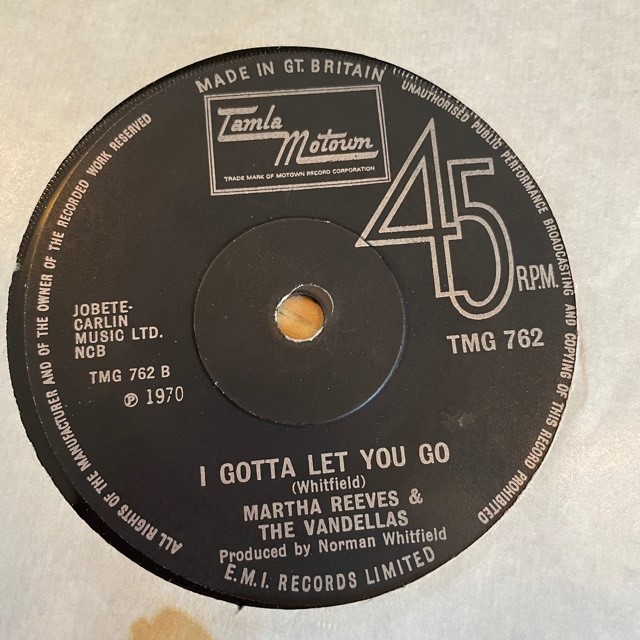 MADE IN GT. BRITAIN
UNAUTHORISED PUBLIC PERFORMANCE BROADCASTING AND COPYING OF THIS RECORD PROHIBITED
ALL RIGHTS OF THE MANUFACTURER AND OF THE OWNER OF THE RECORDED WORK RESERVED
Tamla
Motown
TRADE MARK OF MOTOWN RECORD CORPORATION
45
R.P.M.
TMG 762
JOBETE-
CARLIN
MUSIC LTD.
NCB
TMG 762 B
℗ 1970
I GOTTA LET YOU GO
(Whitfield)
MARTHA REEVES &
THE VANDELLAS
Produced by Norman Whitfield
E.M.I. RECORDS LIMITED